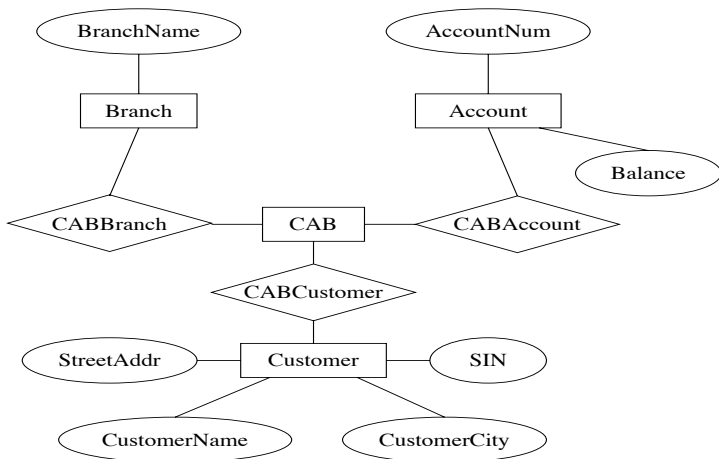 BranchName
AccountNum
Branch
Account
Balance
CABBranch
CAB
CABAccount
CABCustomer
StreetAddr
Customer
SIN
CustomerName
CustomerCity